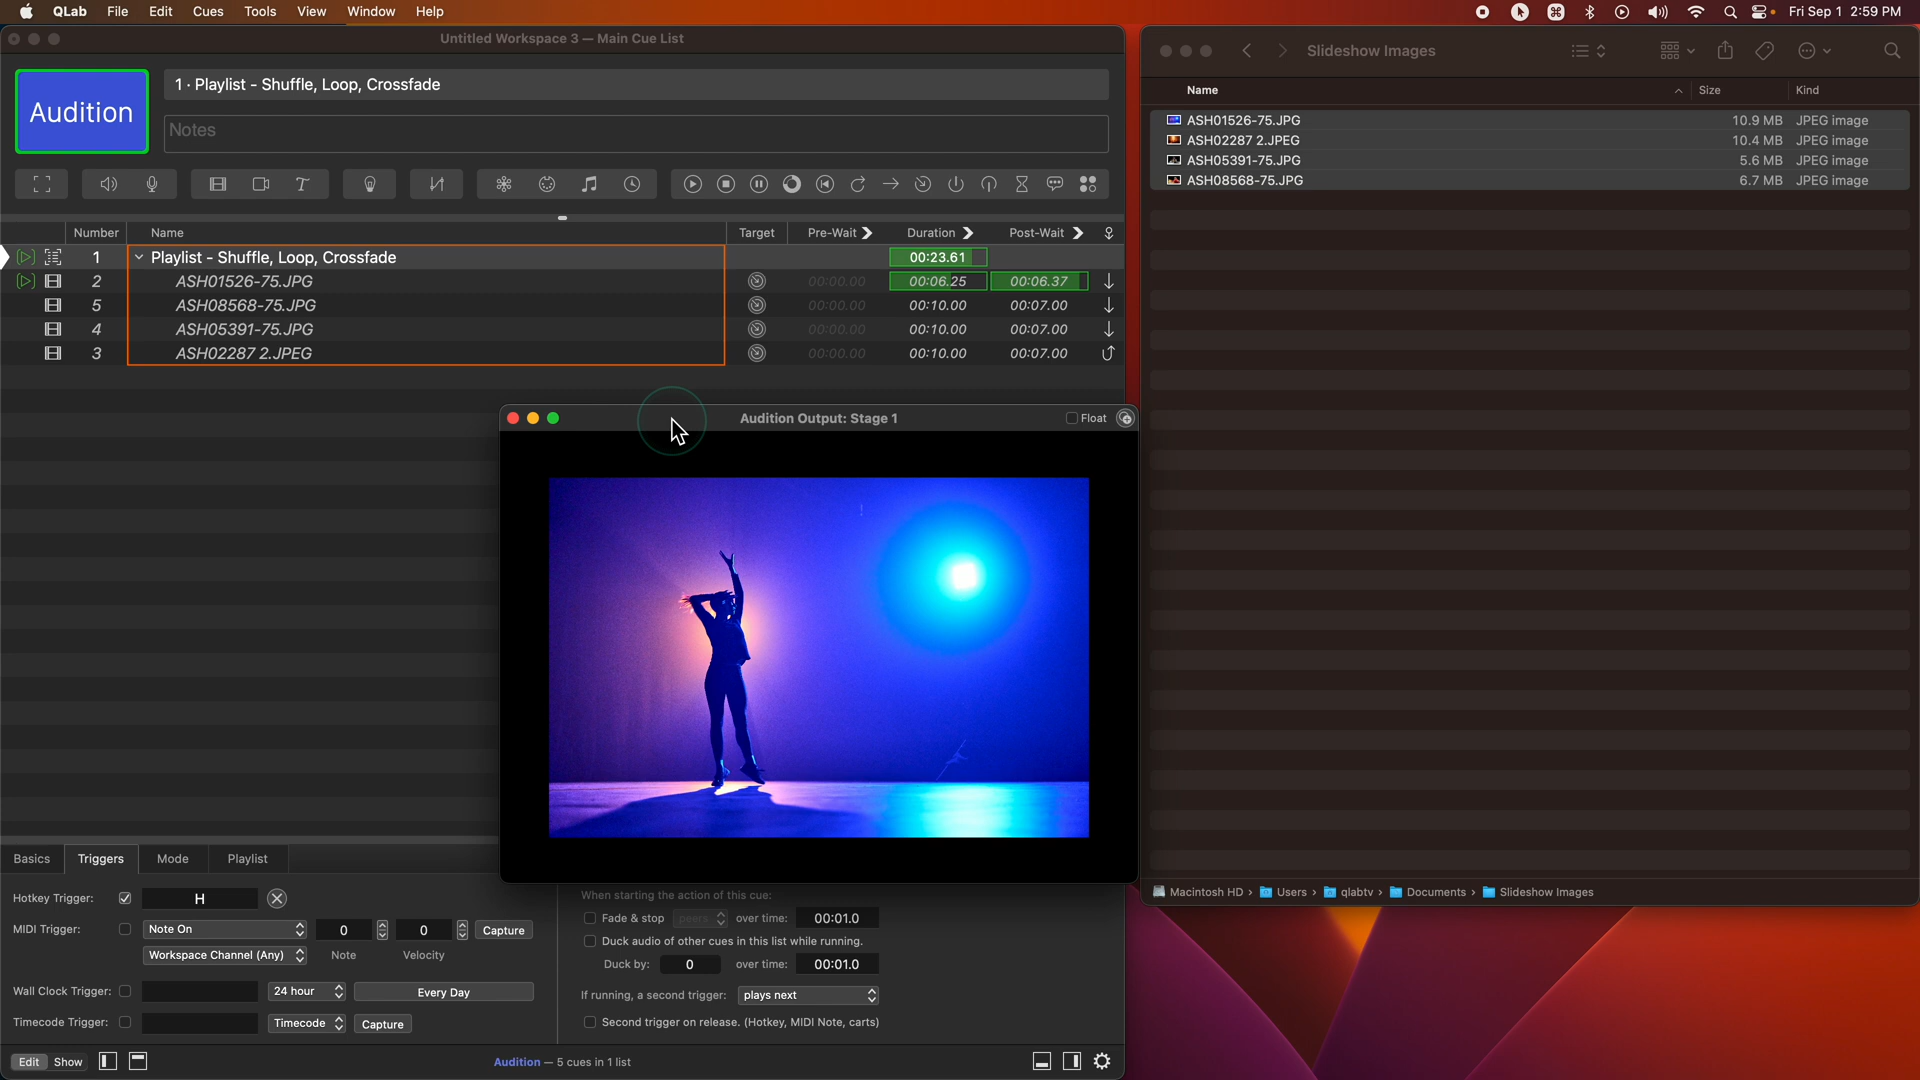 QLab File Edit Cues Tools View Window Help
Fri Sep 1 2:59 PM
Untitled Workspace 3 — Main Cue List
Audition
1 · Playlist - Shuffle, Loop, Crossfade
Notes
Number Name Target Pre-Wait Duration Post-Wait
1 Playlist - Shuffle, Loop, Crossfade 00:23.61
2 ASH01526-75.JPG 00:00.00 00:06.25 00:06.37
5 ASH08568-75.JPG 00:00.00 00:10.00 00:07.00
4 ASH05391-75.JPG 00:00.00 00:10.00 00:07.00
3 ASH02287 2.JPEG 00:00.00 00:10.00 00:07.00
Audition Output: Stage 1 Float
Basics Triggers Mode Playlist
Hotkey Trigger: H
MIDI Trigger: Note On 0 0 Capture
Workspace Channel (Any) Note Velocity
Wall Clock Trigger: 24 hour Every Day
Timecode Trigger: Timecode Capture
When starting the action of this cue:
Fade & stop peers over time: 00:01.0
Duck audio of other cues in this list while running.
Duck by: 0 over time: 00:01.0
If running, a second trigger: plays next
Second trigger on release. (Hotkey, MIDI Note, carts)
Edit Show Audition — 5 cues in 1 list
Slideshow Images
Name Size Kind
ASH01526-75.JPG 10.9 MB JPEG image
ASH02287 2.JPEG 10.4 MB JPEG image
ASH05391-75.JPG 5.6 MB JPEG image
ASH08568-75.JPG 6.7 MB JPEG image
Macintosh HD › Users › qlabtv › Documents › Slideshow Images